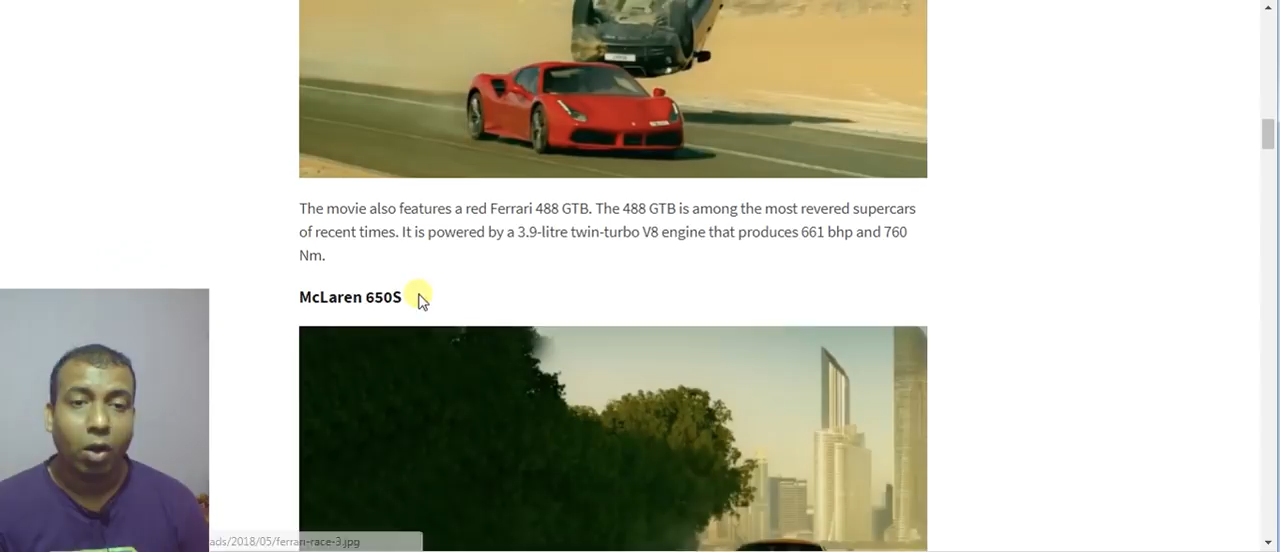 The movie also features a red Ferrari 488 GTB. The 488 GTB is among the most revered supercars
of recent times. It is powered by a 3.9-litre twin-turbo V8 engine that produces 661 bhp and 760
Nm.
McLaren 650S
ads/2018/05/ferrari-race-3.jpg